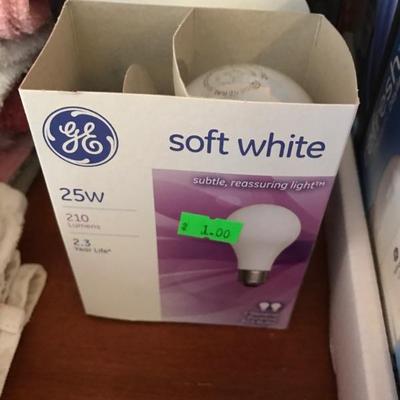 GE
soft white
25W
210
Lumens
2.3
Year Life*
subtle, reassuring light™
$ 1.00